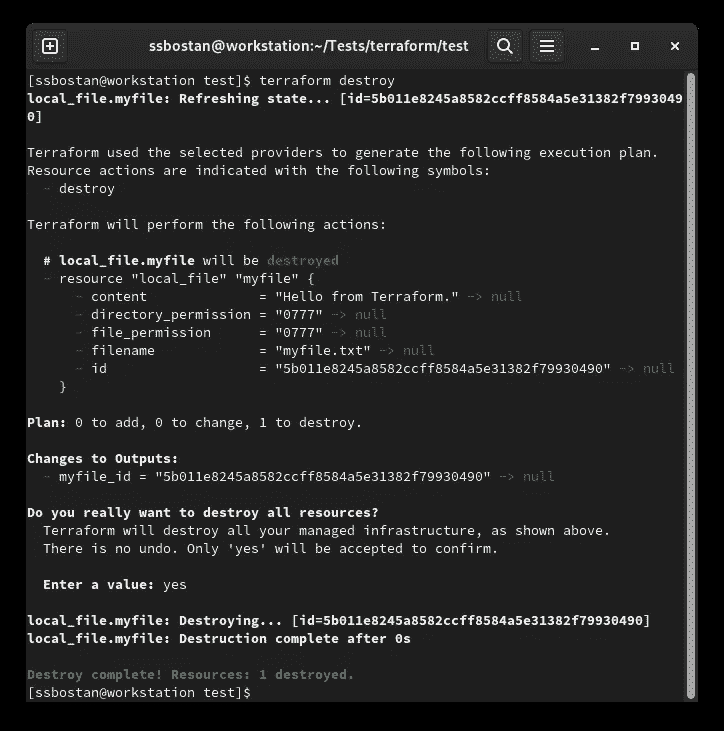 ssbostan@workstation:~/Tests/terraform/test
[ssbostan@workstation test]$ terraform destroy
local_file.myfile: Refreshing state... [id=5b011e8245a8582ccff8584a5e31382f7993049
0]
Terraform used the selected providers to generate the following execution plan.
Resource actions are indicated with the following symbols:
  - destroy
Terraform will perform the following actions:
  # local_file.myfile will be destroyed
  - resource "local_file" "myfile" {
      - content              = "Hello from Terraform." -> null
      - directory_permission = "0777" -> null
      - file_permission      = "0777" -> null
      - filename             = "myfile.txt" -> null
      - id                   = "5b011e8245a8582ccff8584a5e31382f79930490" -> null
    }
Plan: 0 to add, 0 to change, 1 to destroy.
Changes to Outputs:
  - myfile_id = "5b011e8245a8582ccff8584a5e31382f79930490" -> null
Do you really want to destroy all resources?
  Terraform will destroy all your managed infrastructure, as shown above.
  There is no undo. Only 'yes' will be accepted to confirm.
  Enter a value: yes
local_file.myfile: Destroying... [id=5b011e8245a8582ccff8584a5e31382f79930490]
local_file.myfile: Destruction complete after 0s
Destroy complete! Resources: 1 destroyed.
[ssbostan@workstation test]$